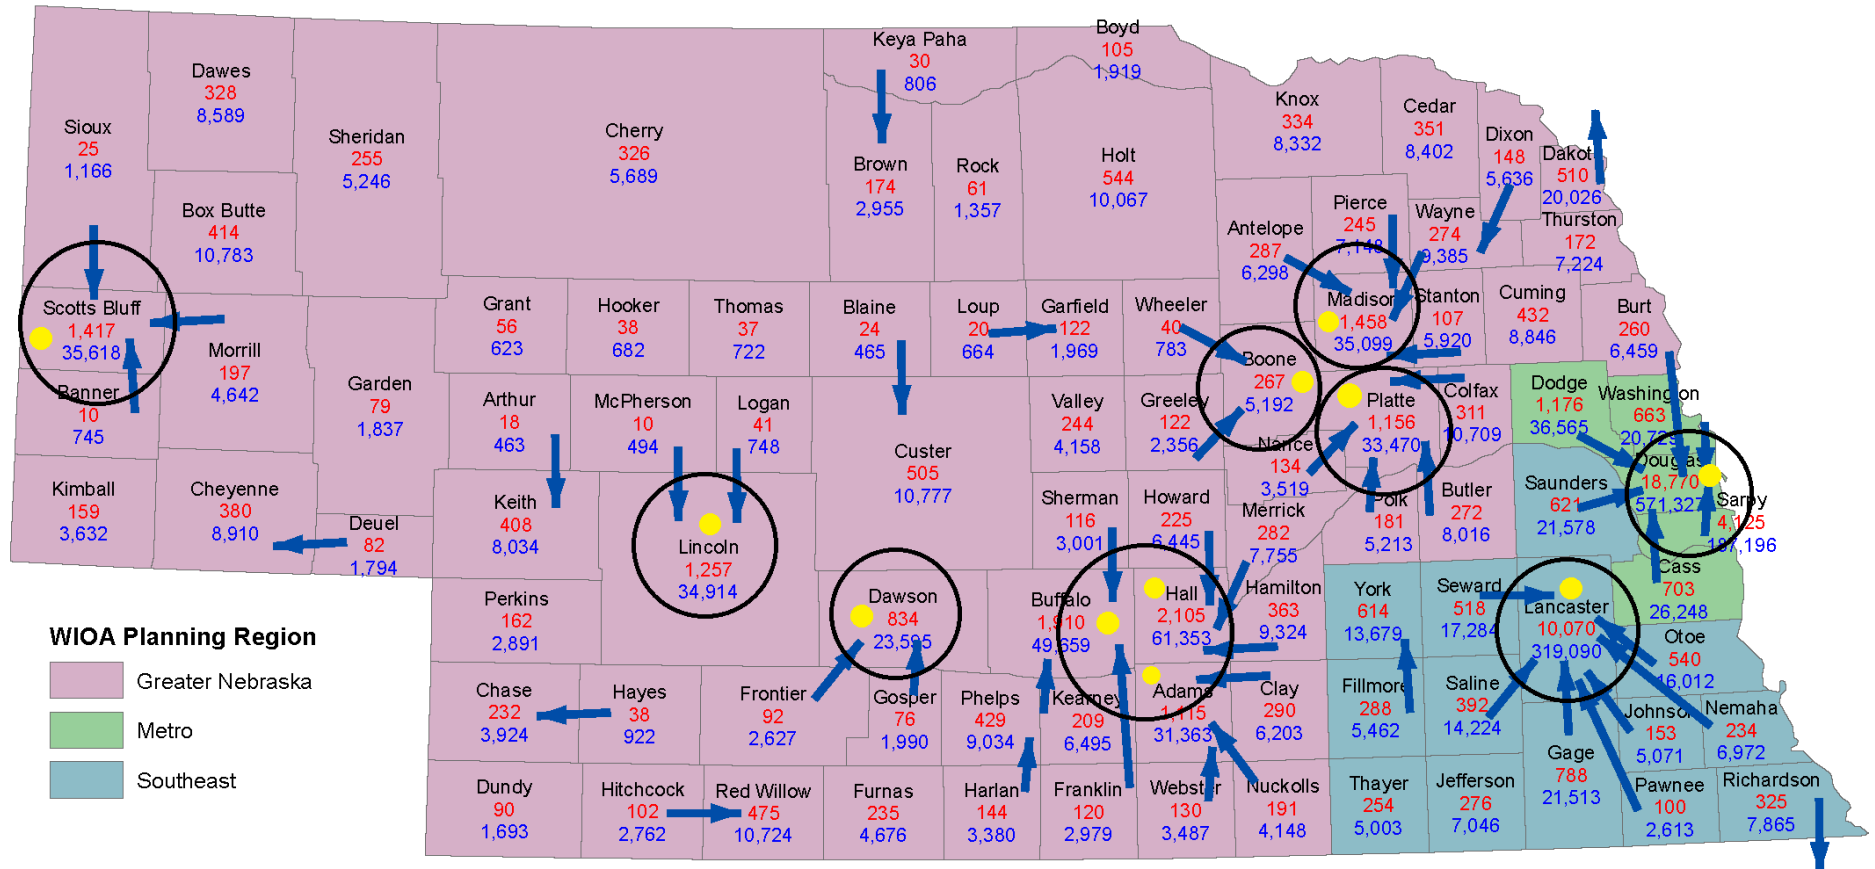 Sioux
25
1,166
Dawes
328
8,589
Box Butte
414
10,783
Sheridan
255
5,246
Scotts Bluff
1,417
35,618
Banner
10
745
Morrill
197
4,642
Kimball
159
3,632
Cheyenne
380
8,910
Garden
79
1,837
Deuel
82
1,794
Cherry
326
5,689
Keya Paha
30
806
Brown
174
2,955
Rock
61
1,357
Boyd
105
1,919
Holt
544
10,067
Grant
56
623
Hooker
38
682
Thomas
37
722
Blaine
24
465
Loup
20
664
Garfield
122
1,969
Wheeler
40
783
Arthur
18
463
McPherson
10
494
Logan
41
748
Custer
505
10,777
Valley
244
4,158
Greeley
122
2,356
Keith
408
8,034
Lincoln
1,257
34,914
Sherman
116
3,001
Howard
225
6,445
Perkins
162
2,891
Dawson
834
23,595
Buffalo
1,910
49,659
Hall
2,105
61,353
Merrick
282
7,755
Hamilton
363
9,324
Chase
232
3,924
Hayes
38
922
Frontier
92
2,627
Gosper
76
1,990
Phelps
429
9,034
Kearney
209
6,495
Adams
1,115
31,363
Clay
290
6,203
Dundy
90
1,693
Hitchcock
102
2,762
Red Willow
475
10,724
Furnas
235
4,676
Harlan
144
3,380
Franklin
120
2,979
Webster
130
3,487
Nuckolls
191
4,148
Knox
334
8,332
Cedar
351
8,402
Dixon
148
5,636
Dakota
510
20,026
Antelope
287
6,298
Pierce
245
7,148
Wayne
274
9,385
Thurston
172
7,224
Madison
1,458
35,099
Stanton
107
5,920
Cuming
432
8,846
Burt
260
6,459
Boone
267
5,192
Platte
1,156
33,470
Colfax
311
10,709
Dodge
1,176
36,565
Washington
663
20,729
Nance
134
3,519
Polk
181
5,213
Butler
272
8,016
Saunders
621
21,578
Douglas
18,770
571,327
Sarpy
4,125
187,196
Cass
703
26,248
York
614
13,679
Seward
518
17,284
Lancaster
10,070
319,090
Otoe
540
16,012
Fillmore
288
5,462
Saline
392
14,224
Gage
788
21,513
Johnson
153
5,071
Nemaha
234
6,972
Thayer
254
5,003
Jefferson
276
7,046
Pawnee
100
2,613
Richardson
325
7,865
WIOA Planning Region
Greater Nebraska
Metro
Southeast